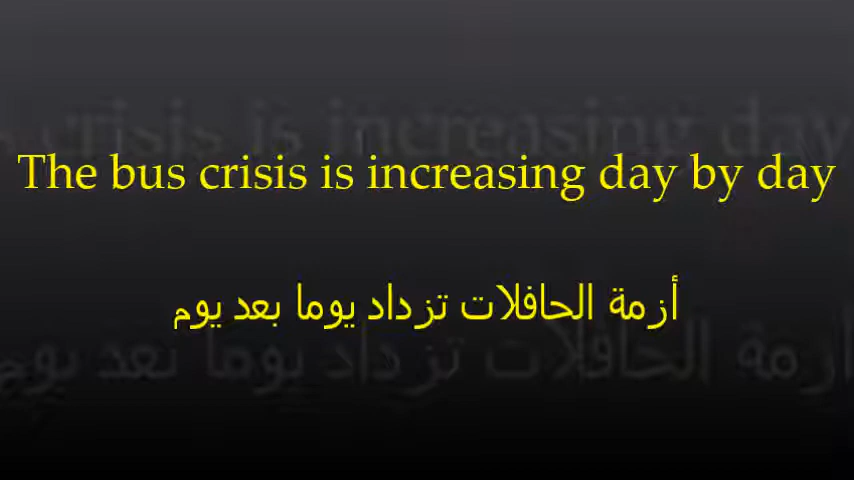 The bus crisis is increasing day by day
أزمة الحافلات تزداد يوما بعد يوم